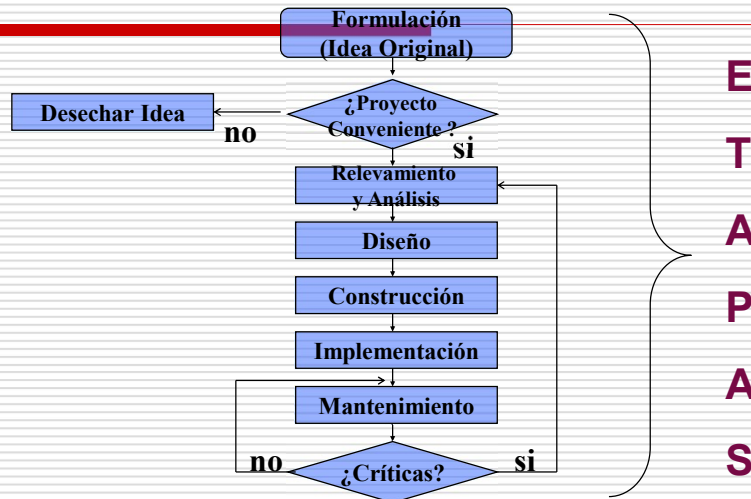 Formulación
(Idea Original)
Desechar Idea
no
¿Proyecto
Conveniente ?
si
Relevamiento
y Análisis
Diseño
Construcción
Implementación
Mantenimiento
no
¿Críticas?
si
E
T
A
P
A
S